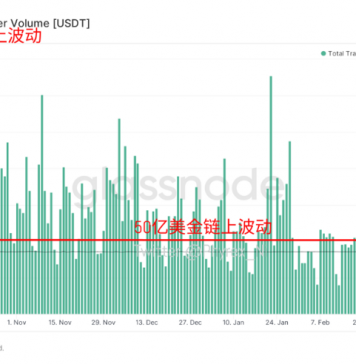 er Volume [USDT]
上波动
Total Tra
glassnode
50亿美金链上波动
1. Nov 15. Nov 29. Nov 13. Dec 27. Dec 10. Jan 24. Jan 7. Feb 2